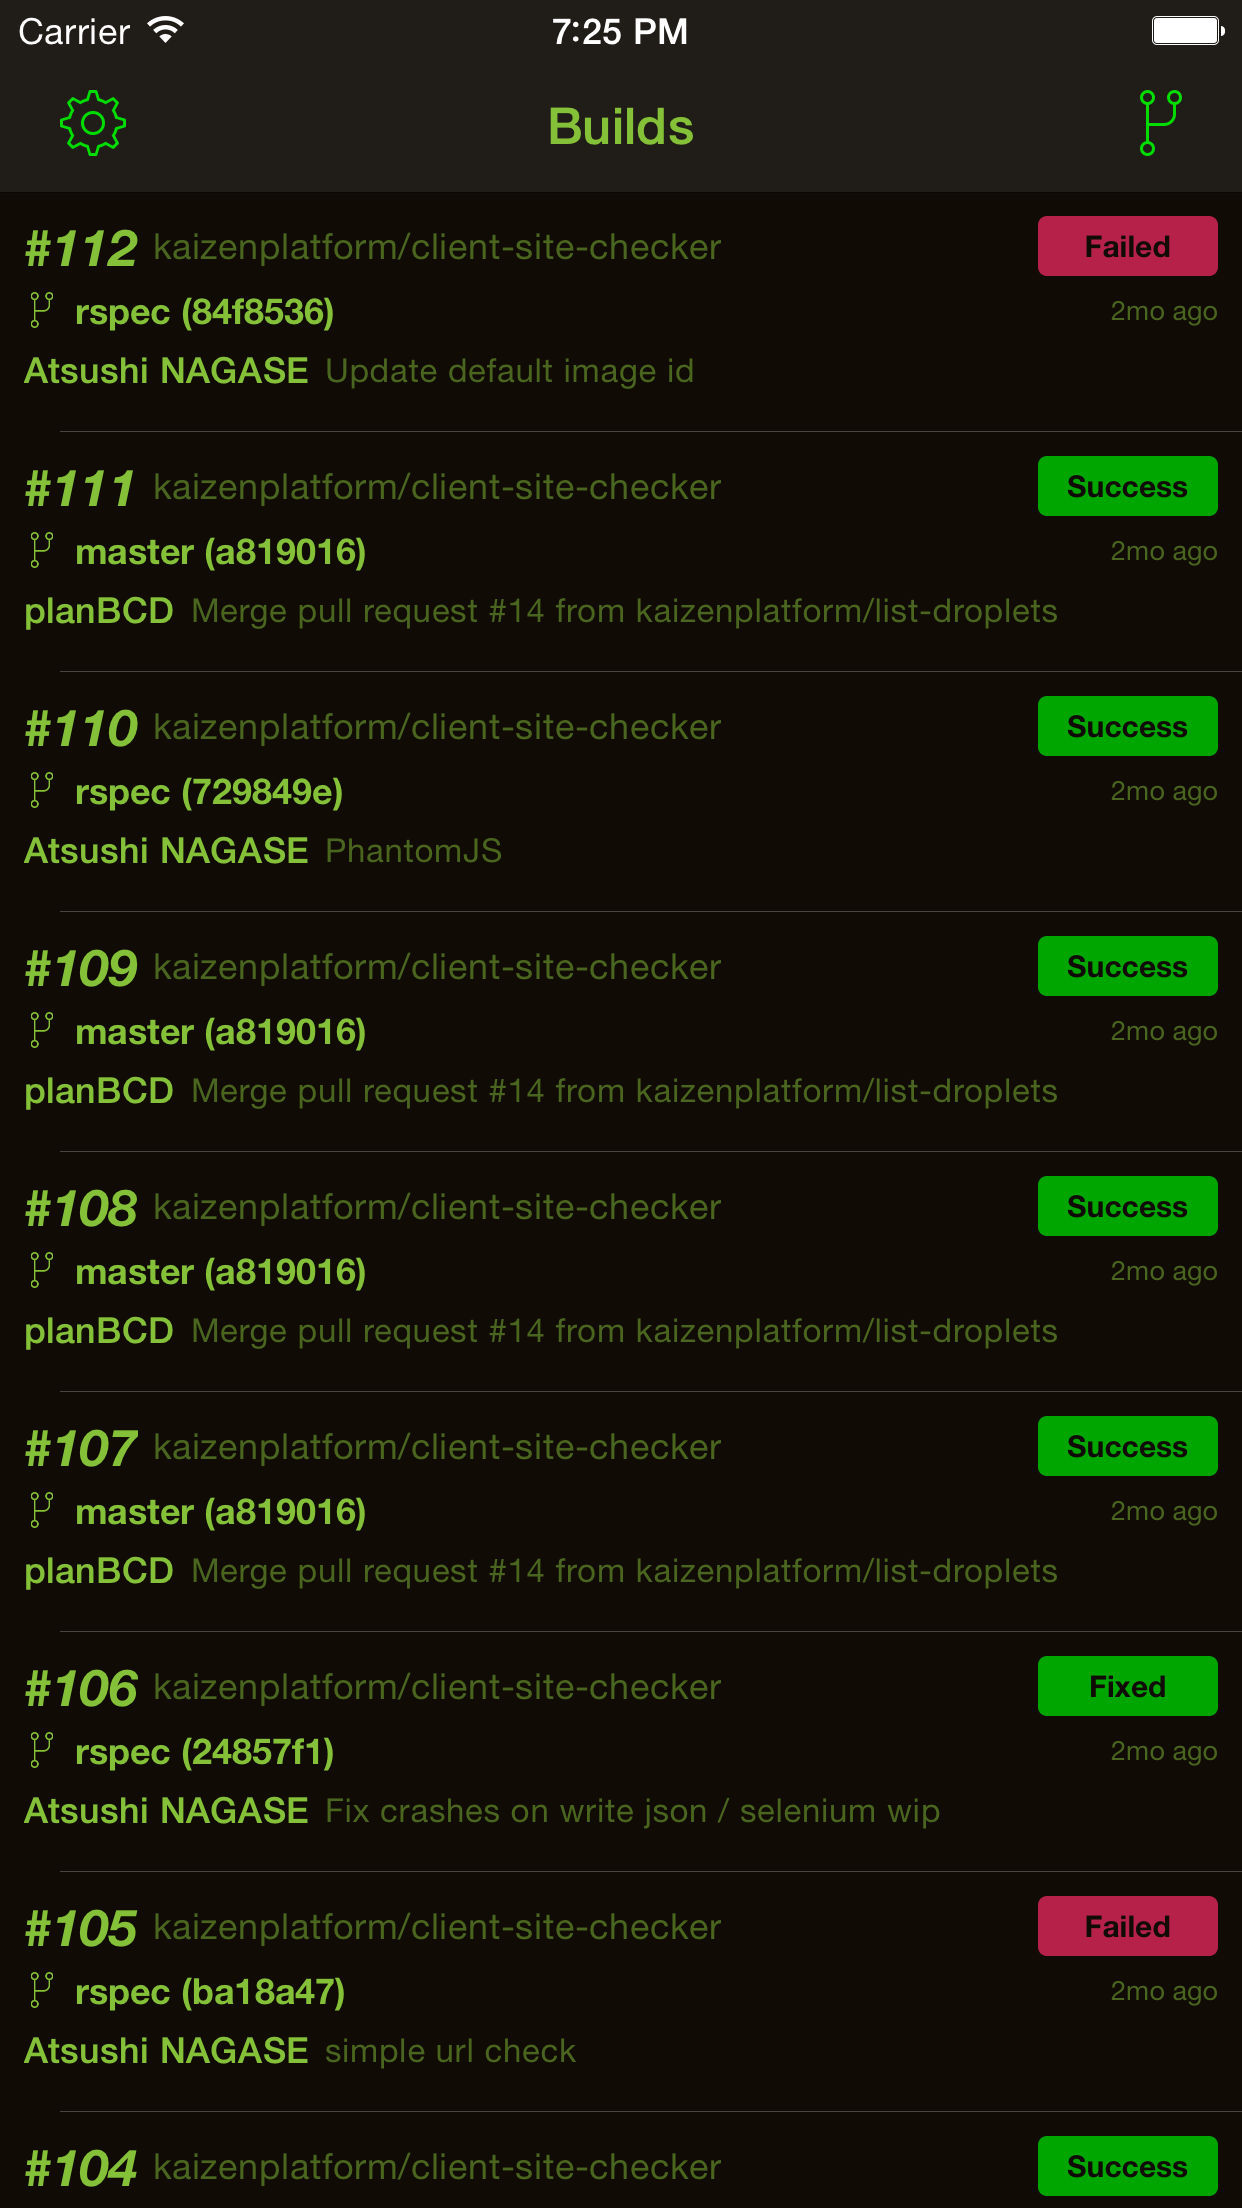 Carrier 7:25 PM
Builds
#112 kaizenplatform/client-site-checker Failed
rspec (84f8536) 2mo ago
Atsushi NAGASE Update default image id
#111 kaizenplatform/client-site-checker Success
master (a819016) 2mo ago
planBCD Merge pull request #14 from kaizenplatform/list-droplets
#110 kaizenplatform/client-site-checker Success
rspec (729849e) 2mo ago
Atsushi NAGASE PhantomJS
#109 kaizenplatform/client-site-checker Success
master (a819016) 2mo ago
planBCD Merge pull request #14 from kaizenplatform/list-droplets
#108 kaizenplatform/client-site-checker Success
master (a819016) 2mo ago
planBCD Merge pull request #14 from kaizenplatform/list-droplets
#107 kaizenplatform/client-site-checker Success
master (a819016) 2mo ago
planBCD Merge pull request #14 from kaizenplatform/list-droplets
#106 kaizenplatform/client-site-checker Fixed
rspec (24857f1) 2mo ago
Atsushi NAGASE Fix crashes on write json / selenium wip
#105 kaizenplatform/client-site-checker Failed
rspec (ba18a47) 2mo ago
Atsushi NAGASE simple url check
#104 kaizenplatform/client-site-checker Success